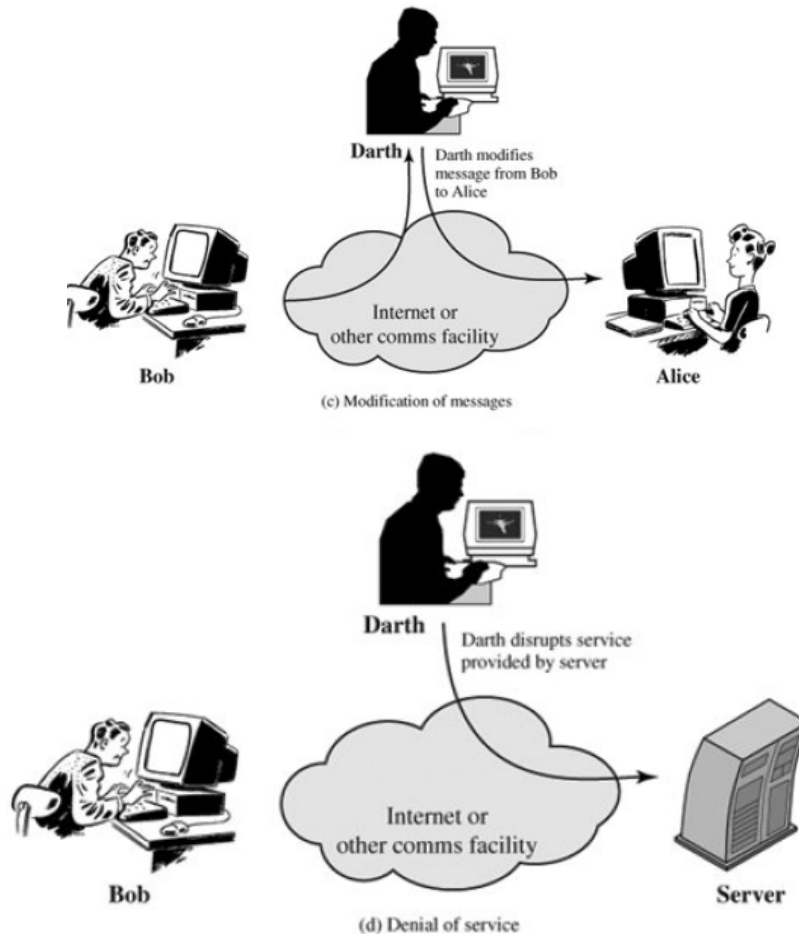 Darth
Darth modifies
message from Bob
to Alice
Internet or
other comms facility
Bob
Alice
(c) Modification of messages
Darth
Darth disrupts service
provided by server
Internet or
other comms facility
Bob
Server
(d) Denial of service